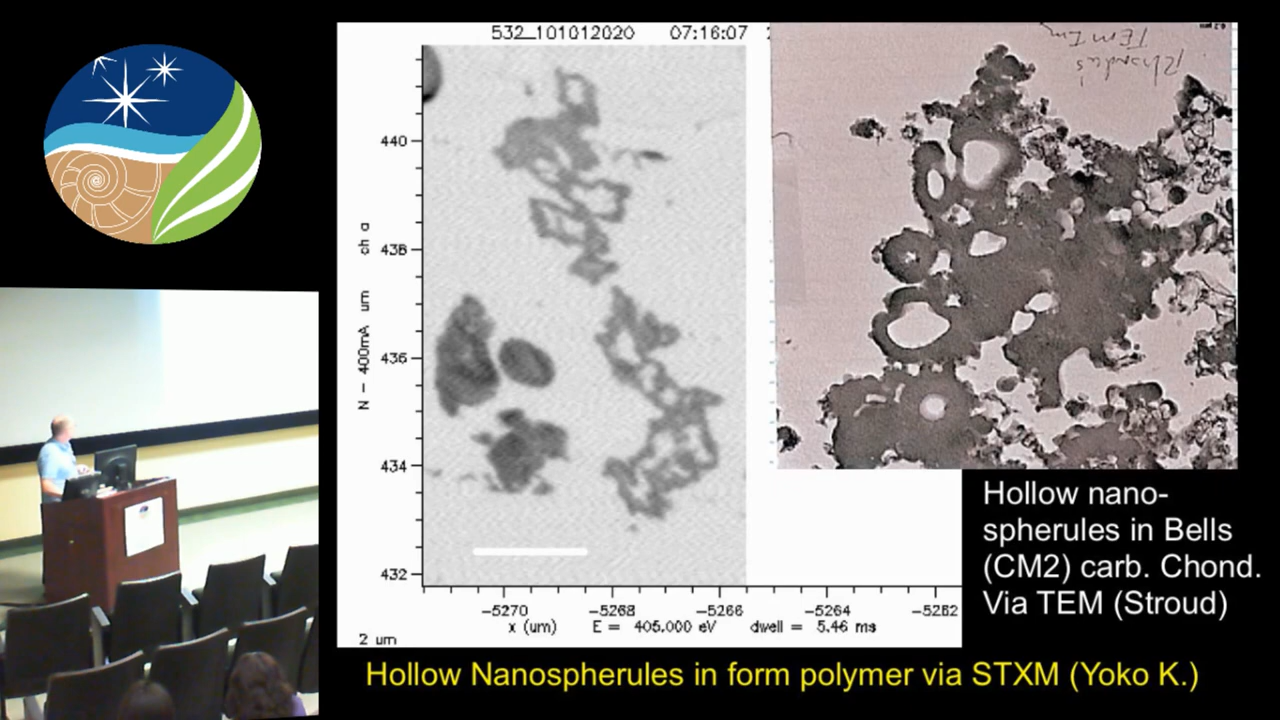 532_101012020 07:16:07
N - 400mA um ch a
440
438
436
434
432
-5270 -5268 -5266 -5264 -5262
x (um) E = 405.000 eV dwell = 5.46 ms
2 um
TEM Im
Hollow nano-
spherules in Bells
(CM2) carb. Chond.
Via TEM (Stroud)
Hollow Nanospherules in form polymer via STXM (Yoko K.)